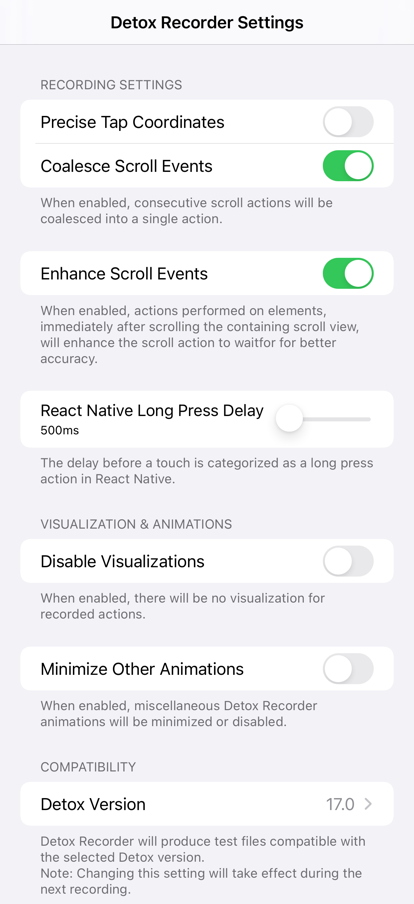 Detox Recorder Settings
RECORDING SETTINGS
Precise Tap Coordinates
Coalesce Scroll Events
When enabled, consecutive scroll actions will be
coalesced into a single action.
Enhance Scroll Events
When enabled, actions performed on elements,
immediately after scrolling the containing scroll view,
will enhance the scroll action to waitfor for better
accuracy.
React Native Long Press Delay
500ms
The delay before a touch is categorized as a long press
action in React Native.
VISUALIZATION & ANIMATIONS
Disable Visualizations
When enabled, there will be no visualization for
recorded actions.
Minimize Other Animations
When enabled, miscellaneous Detox Recorder
animations will be minimized or disabled.
COMPATIBILITY
Detox Version 17.0
Detox Recorder will produce test files compatible with
the selected Detox version.
Note: Changing this setting will take effect during the
next recording.